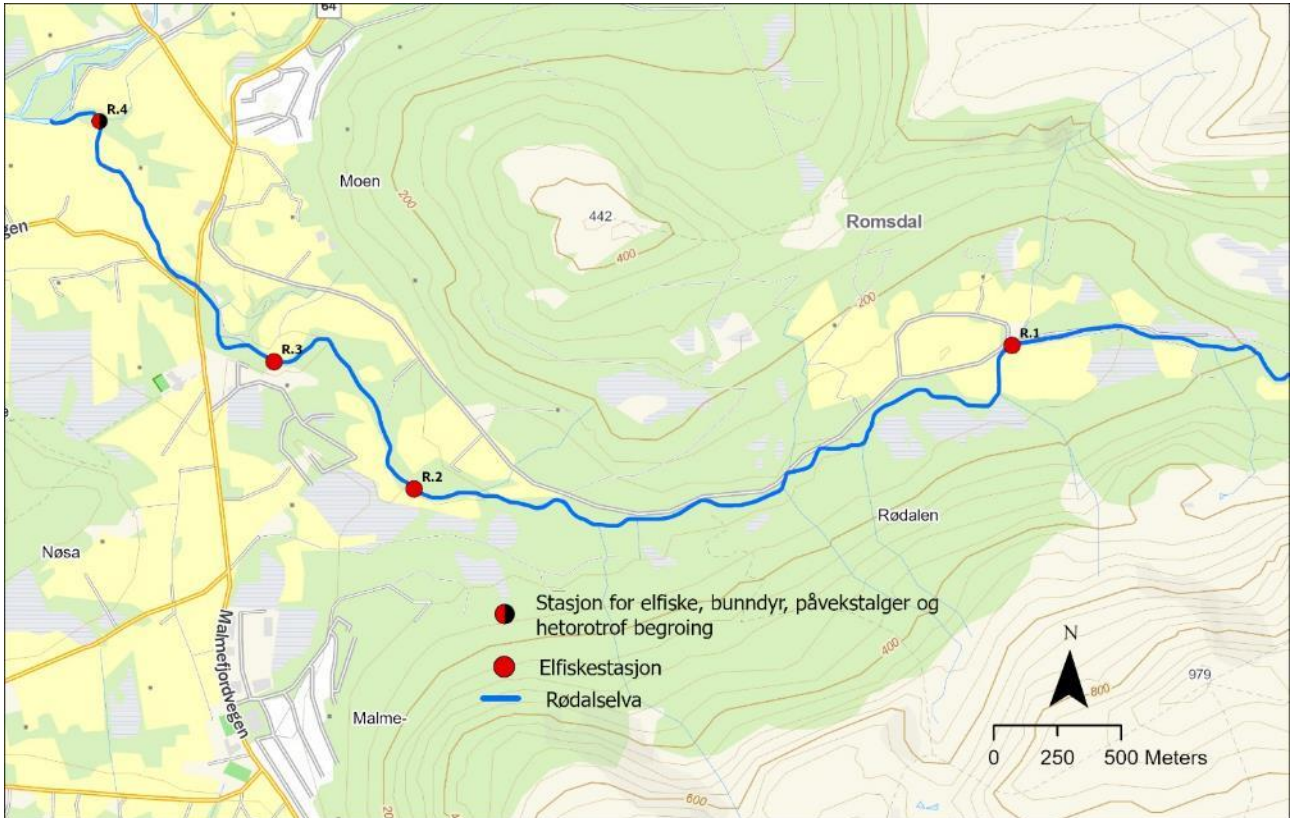 64
R.4
Moen
200
442
Romsdal
400
gen
200
R.1
R.3
R.2
Rødalen
Nøsa
Malmefjordvegen
Stasjon for elfiske, bunndyr, påvekstalger og
hetorotrof begroing
Elfiskestasjon
Rødalselva
Malme-
400
N
800
979
0 250 500 Meters
600
200